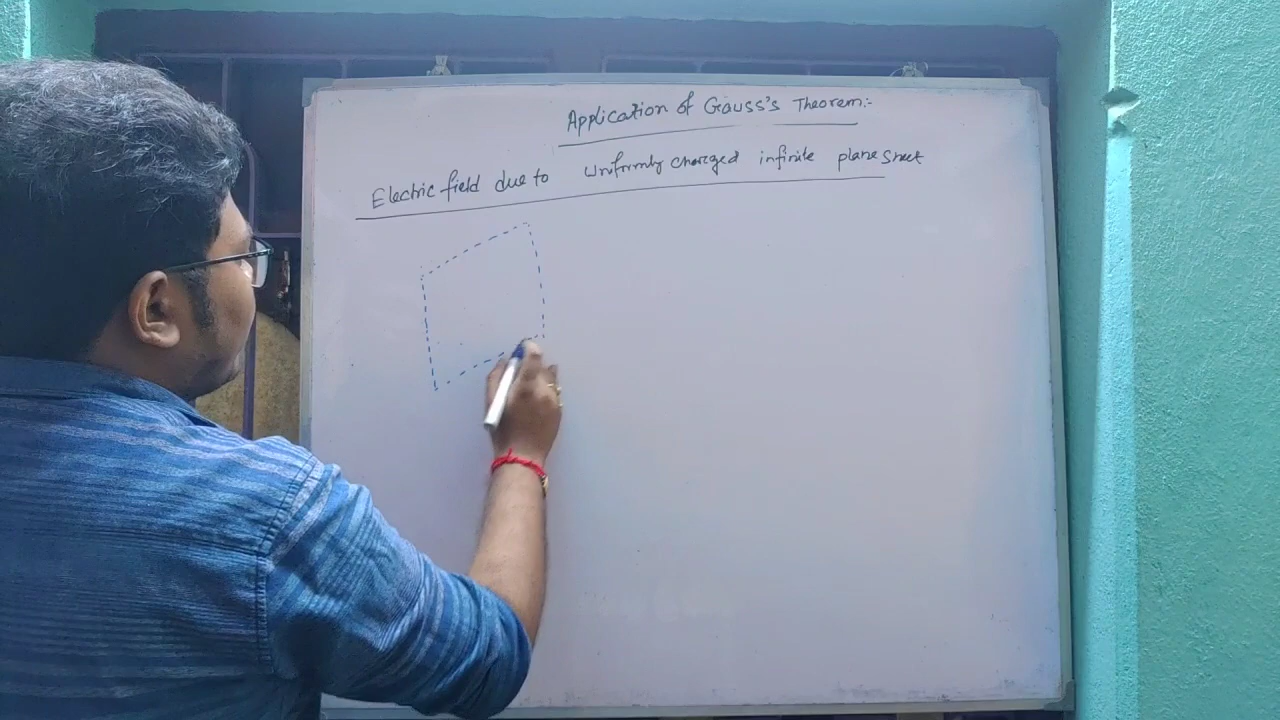 Application of Gauss's Theorem:-
Electric field due to Uniformly charged infinite plane sheet